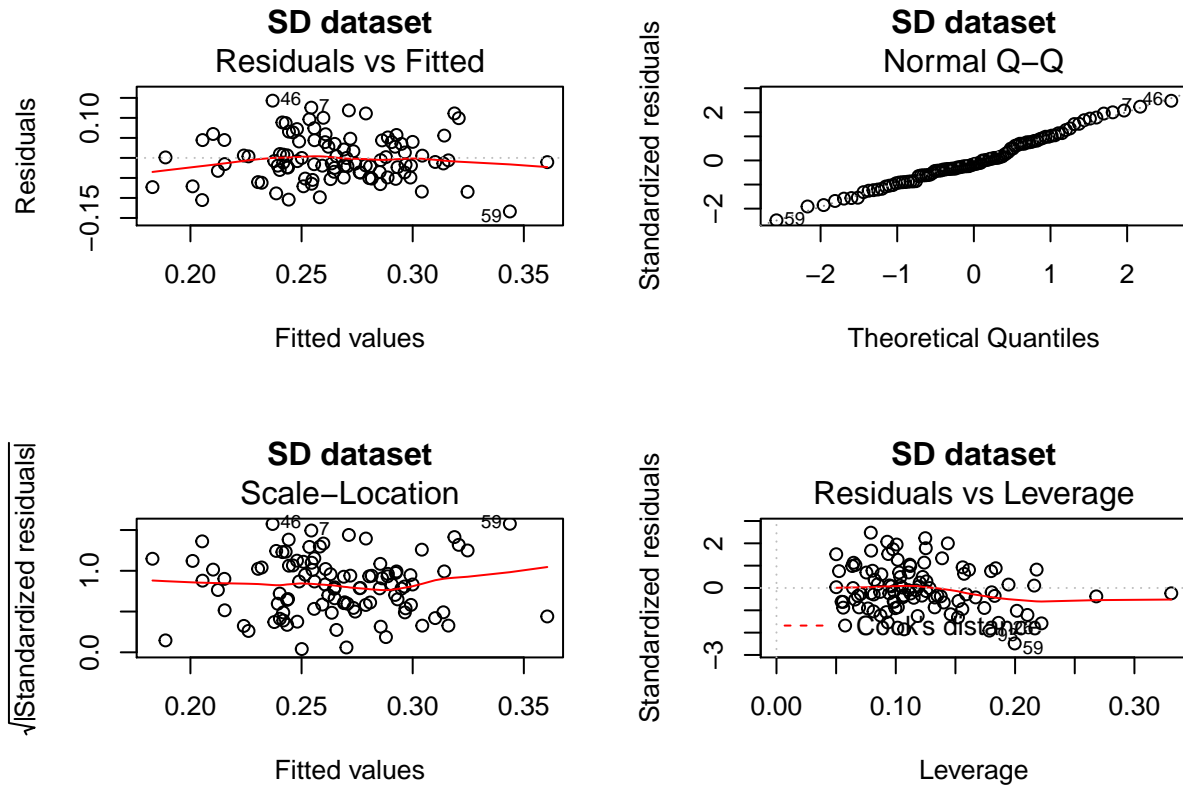 SD dataset
Residuals vs Fitted
Residuals
−0.15
0.10
46
7
59
0.20 0.25 0.30 0.35
Fitted values
SD dataset
Normal Q−Q
Standardized residuals
−2 0 2
7
46
59
−2 −1 0 1 2
Theoretical Quantiles
SD dataset
Scale−Location
√|Standardized residuals|
0.0 1.0
46
7
59
0.20 0.25 0.30 0.35
Fitted values
SD dataset
Residuals vs Leverage
Standardized residuals
−3 0 2
Cook's distance
59
0.00 0.10 0.20 0.30
Leverage